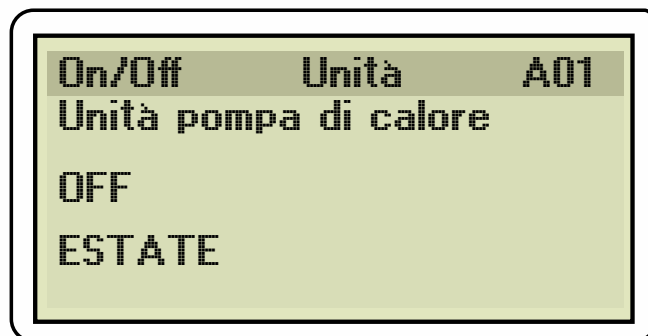 On/Off Unità A01
Unità pompa di calore
OFF
ESTATE